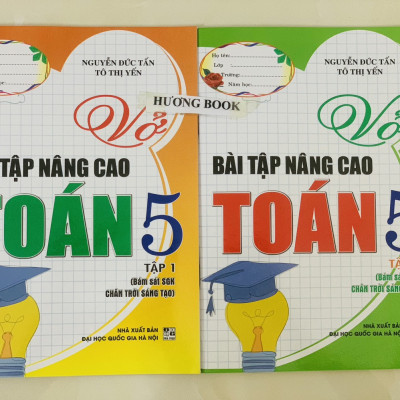 NGUYỄN ĐỨC TẤN
TÔ THỊ YẾN
Vở
TẬP NÂNG CAO
TOÁN 5
TẬP 1
(Bám sát SGK
CHÂN TRỜI SÁNG TẠO)
NHÀ XUẤT BẢN
ĐẠI HỌC QUỐC GIA HÀ NỘI
HƯƠNG BOOK
Họ tên:
Lớp
Trường:
Năm học:
NGUYỄN ĐỨC TẤN
TÔ THỊ YẾN
Vở
BÀI TẬP NÂNG CAO
TOÁN 5
(Bám sát
CHÂN TRỜI SÁNG
NHÀ XUẤT BẢN
ĐẠI HỌC QUỐC GIA HÀ NỘI